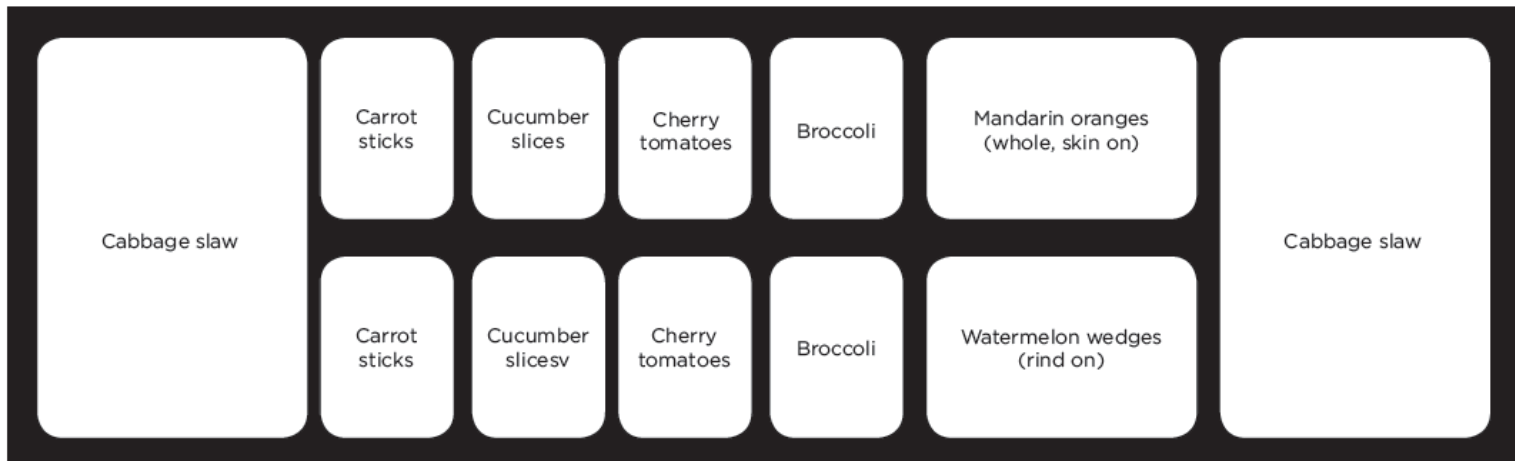 Cabbage slaw
Carrot
sticks
Cucumber
slices
Cherry
tomatoes
Broccoli
Mandarin oranges
(whole, skin on)
Cabbage slaw
Carrot
sticks
Cucumber
slicesv
Cherry
tomatoes
Broccoli
Watermelon wedges
(rind on)